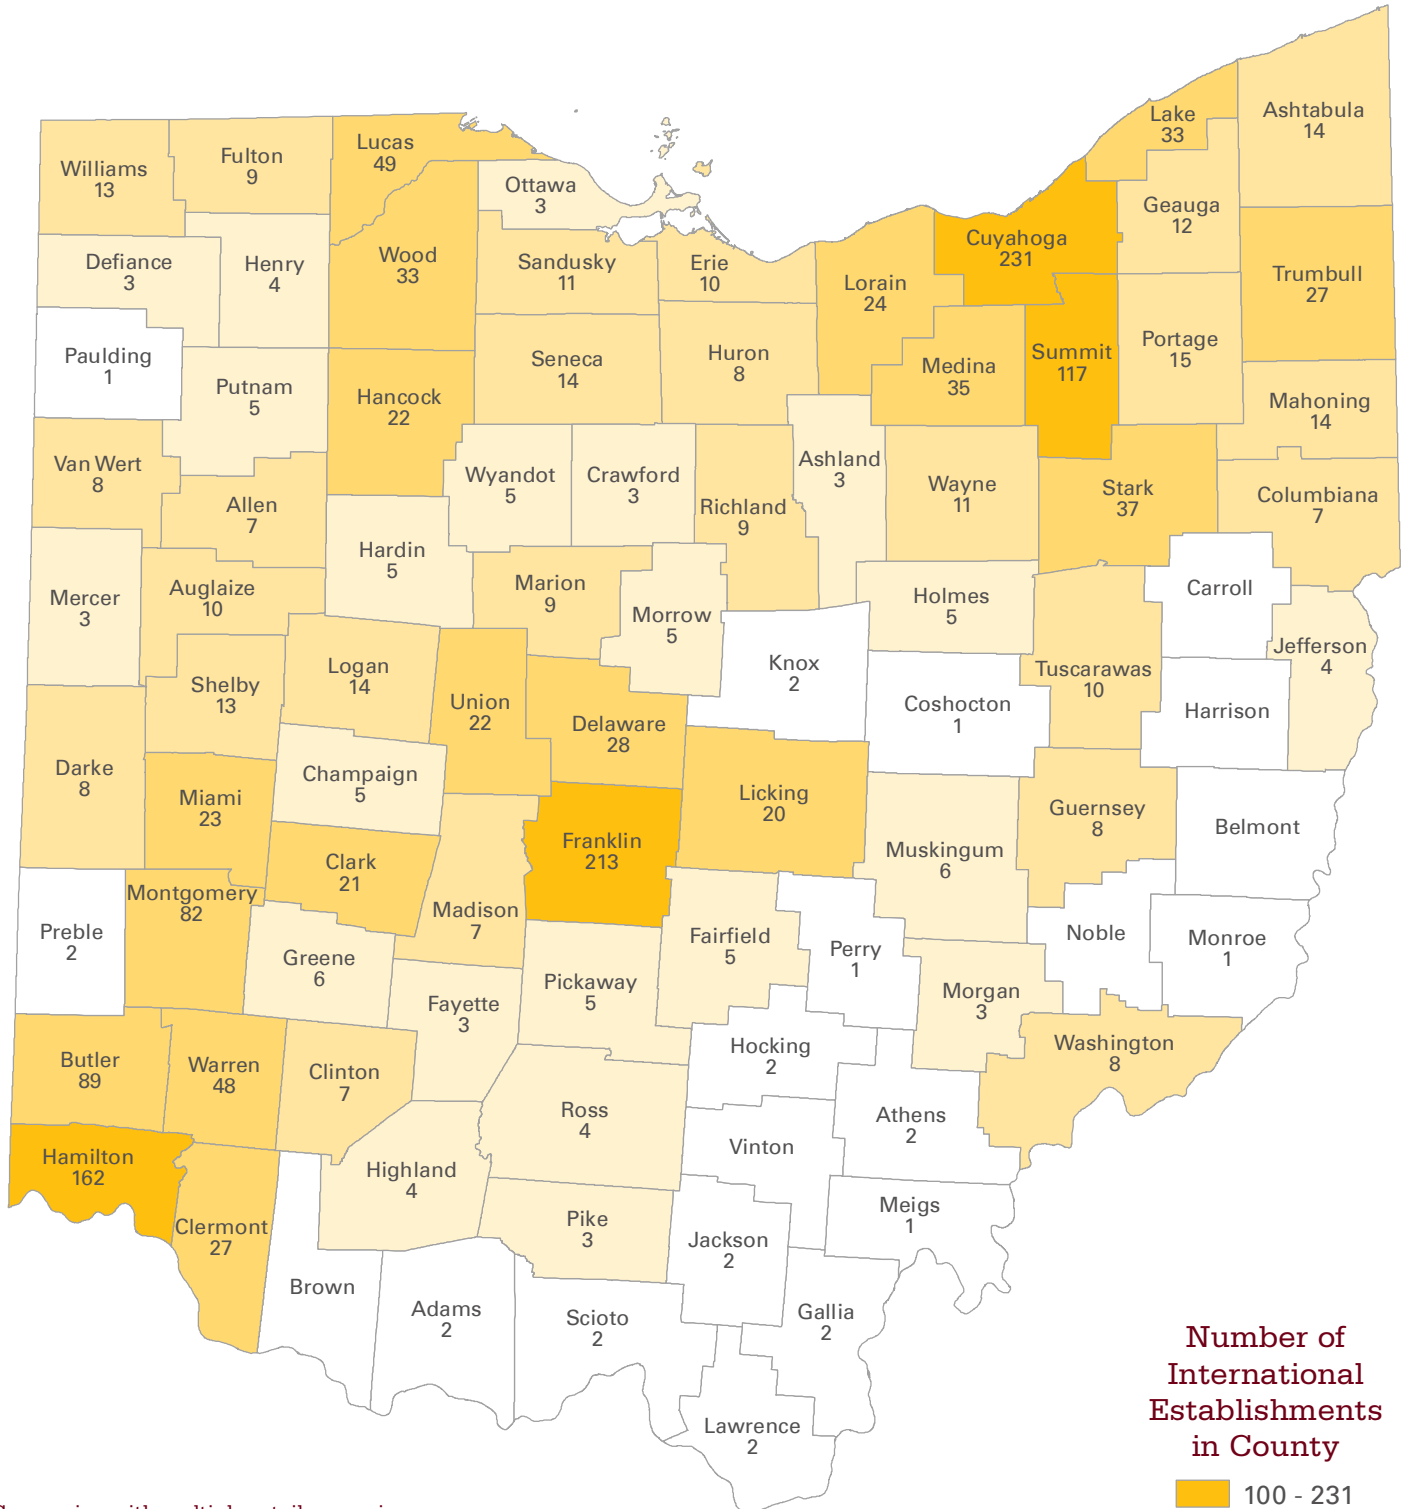 Lake
33
Ashtabula
14
Lucas
49
Williams
13
Fulton
9
Ottawa
3
Geauga
12
Cuyahoga
231
Defiance
3
Henry
4
Wood
33
Sandusky
11
Erie
10
Lorain
24
Trumbull
27
Paulding
1
Putnam
5
Hancock
22
Seneca
14
Huron
8
Medina
35
Summit
117
Portage
15
Mahoning
14
Van Wert
8
Allen
7
Wyandot
5
Crawford
3
Richland
9
Ashland
3
Wayne
11
Stark
37
Columbiana
7
Mercer
3
Auglaize
10
Hardin
5
Marion
9
Morrow
5
Holmes
5
Carroll
Jefferson
4
Shelby
13
Logan
14
Union
22
Knox
2
Coshocton
1
Tuscarawas
10
Harrison
Darke
8
Miami
23
Champaign
5
Delaware
28
Licking
20
Muskingum
6
Guernsey
8
Belmont
Franklin
213
Clark
21
Montgomery
82
Preble
2
Greene
6
Madison
7
Fairfield
5
Perry
1
Noble
Monroe
1
Fayette
3
Pickaway
5
Morgan
3
Hocking
2
Washington
8
Butler
89
Warren
48
Clinton
7
Ross
4
Athens
2
Vinton
Hamilton
162
Highland
4
Clermont
27
Pike
3
Jackson
2
Meigs
1
Brown
Adams
2
Scioto
2
Gallia
2
Lawrence
2
Number of
International
Establishments
in County
100 - 231